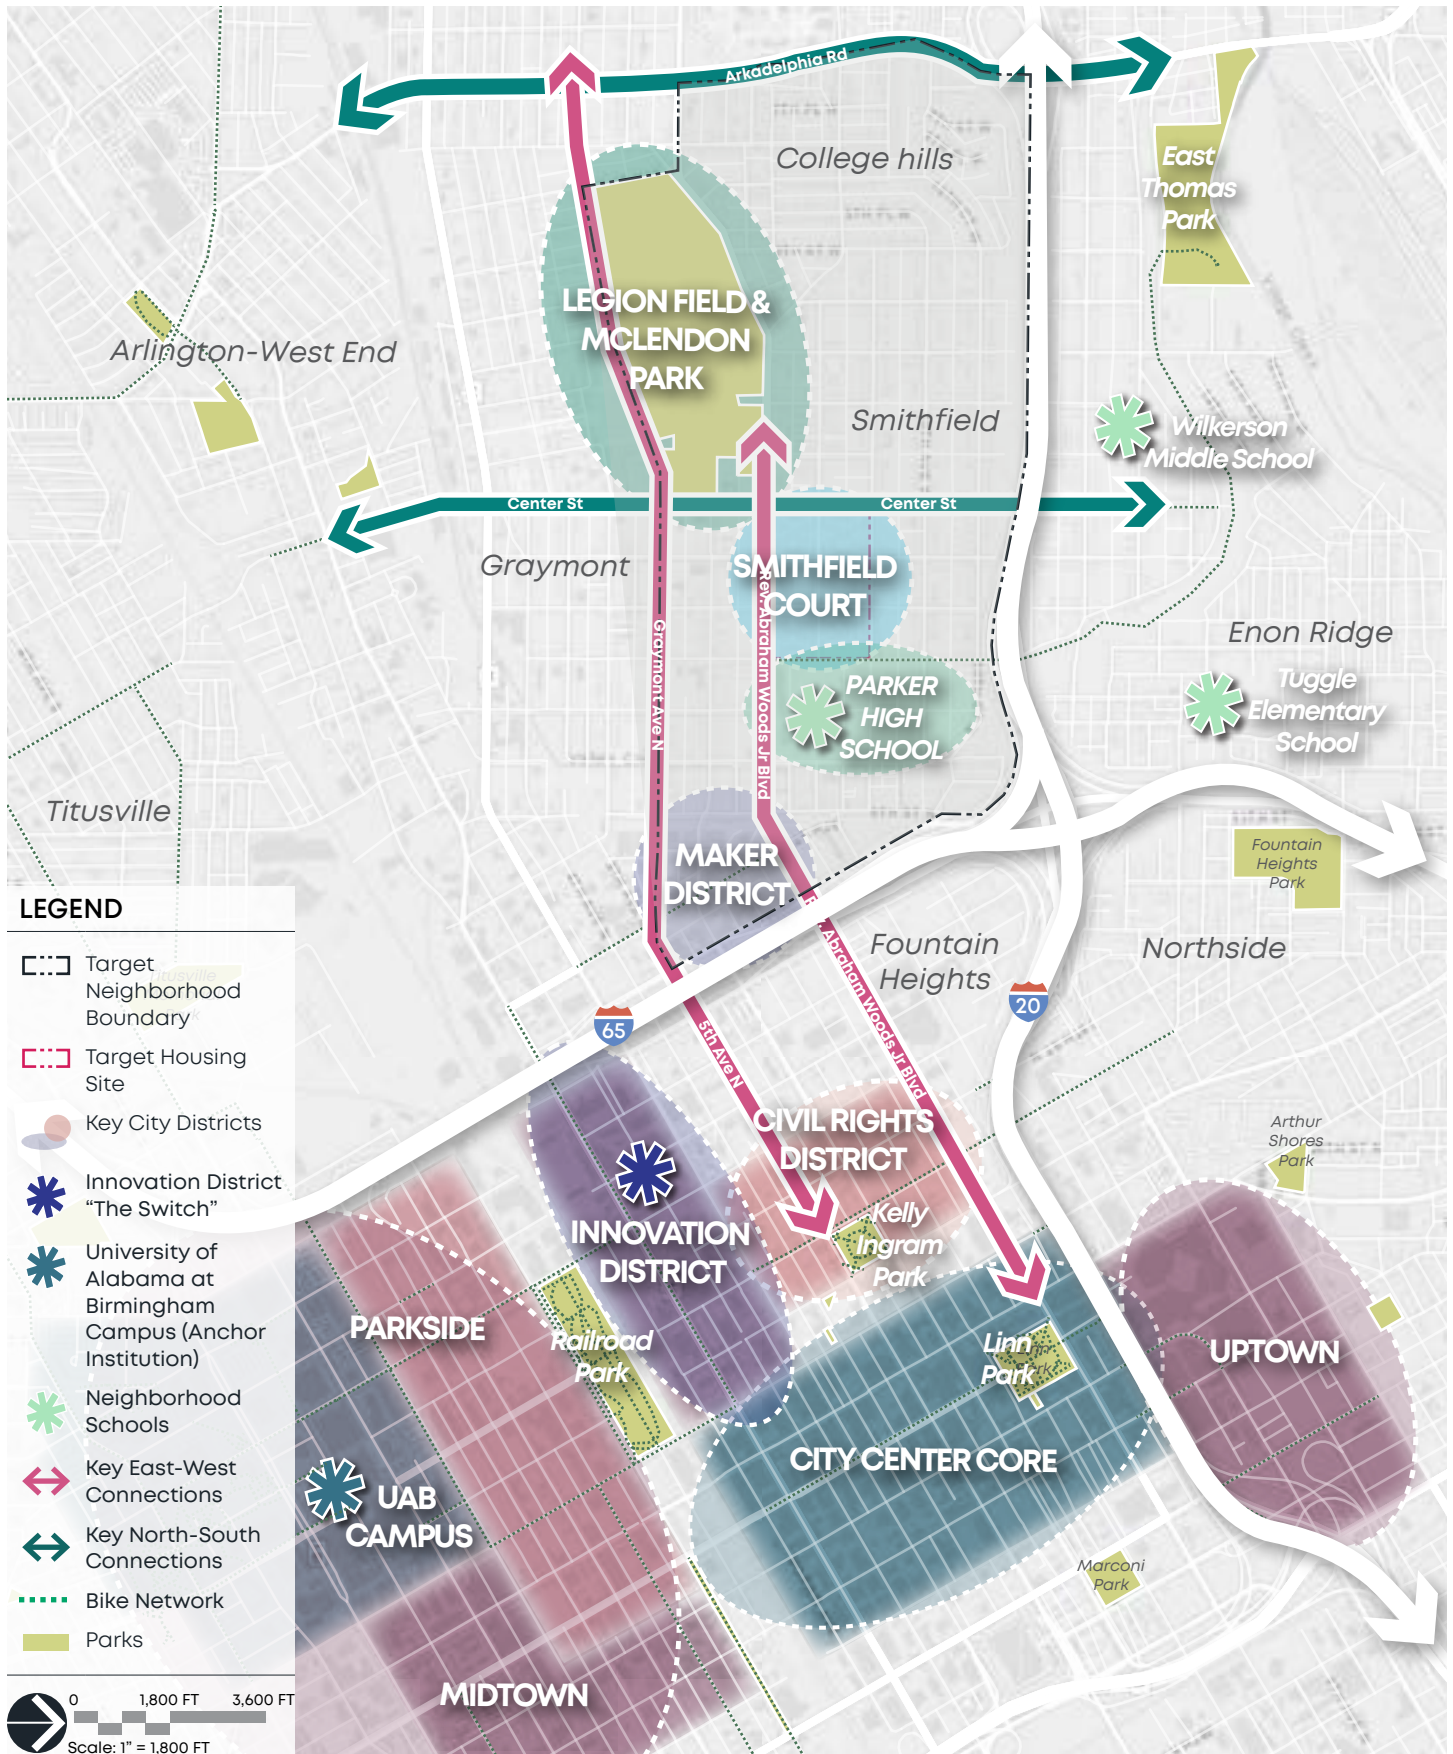 Arkadelphia Rd
College hills
East
Thomas
Park
LEGION FIELD &
MCLENDON
PARK
Arlington-West End
Smithfield
Wilkerson
Middle School
Center St
Center St
Graymont
SMITHFIELD
COURT
Rev. Abraham Woods Jr Blvd
Graymont Ave N
Enon Ridge
PARKER
HIGH
SCHOOL
Tuggle
Elementary
School
Titusville
MAKER
DISTRICT
Fountain
Heights
Park
Rev. Abraham Woods Jr Blvd
Fountain
Heights
Northside
20
65
5th Ave N
CIVIL RIGHTS
DISTRICT
Arthur
Shores
Park
INNOVATION
DISTRICT
Kelly
Ingram
Park
PARKSIDE
Railroad
Park
Linn
Park
UPTOWN
CITY CENTER CORE
UAB
CAMPUS
Marconi
Park
MIDTOWN
LEGEND
Target
Neighborhood
Boundary
Target Housing
Site
Key City Districts
Innovation District
“The Switch”
University of
Alabama at
Birmingham
Campus (Anchor
Institution)
Neighborhood
Schools
Key East-West
Connections
Key North-South
Connections
Bike Network
Parks
0 1,800 FT 3,600 FT
Scale: 1” = 1,800 FT